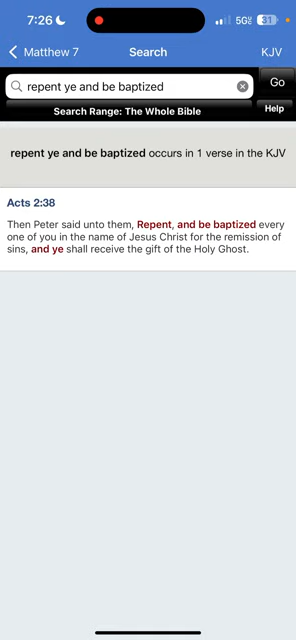 7:26
5G
31
Matthew 7
Search
KJV
repent ye and be baptized
Go
Search Range: The Whole Bible
Help
repent ye and be baptized occurs in 1 verse in the KJV
Acts 2:38
Then Peter said unto them, Repent, and be baptized every
one of you in the name of Jesus Christ for the remission of
sins, and ye shall receive the gift of the Holy Ghost.